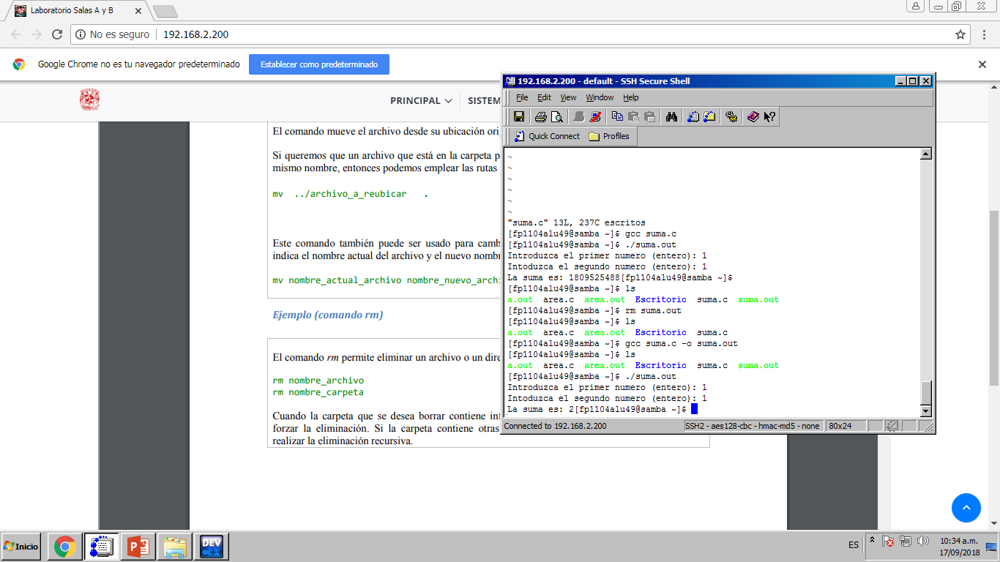 Laboratorio Salas A y B
No es seguro
192.168.2.200
Google Chrome no es tu navegador predeterminado
Establecer como predeterminado
PRINCIPAL
SISTEM
El comando mueve el archivo desde su ubicación
Si queremos que un archivo que está en la carpeta p
mismo nombre, entonces podemos emplear las rutas
mv ../archivo_a_reubicar .
Este comando también puede ser usado para camb
indica el nombre actual del archivo y el nuevo nomb
mv nombre_actual_archivo nombre_nuevo_archi
Ejemplo (comando rm)
El comando rm permite eliminar un archivo o un dire
rm nombre_archivo
rm nombre_carpeta
Cuando la carpeta que se desea borrar contiene inf
forzar la eliminación. Si la carpeta contiene otras
realizar la eliminación recursiva.
192.168.2.200 - default - SSH Secure Shell
File Edit View Window Help
Quick Connect Profiles
~
~
~
~
~
~
"suma.c" 13L, 237C escritos
[fp1104alu49@samba ~]$ gcc suma.c
[fp1104alu49@samba ~]$ ./suma.out
Introduzca el primer numero (entero): 1
Intoduzca el segundo numero (entero): 1
La suma es: 1809525488[fp1104alu49@samba ~]$
[fp1104alu49@samba ~]$ ls
a.out area.c area.out Escritorio suma.c suma.out
[fp1104alu49@samba ~]$ rm suma.out
[fp1104alu49@samba ~]$ ls
a.out area.c area.out Escritorio suma.c
[fp1104alu49@samba ~]$ gcc suma.c -o suma.out
[fp1104alu49@samba ~]$ ls
a.out area.c area.out Escritorio suma.c suma.out
[fp1104alu49@samba ~]$ ./suma.out
Introduzca el primer numero (entero): 1
Intoduzca el segundo numero (entero): 1
La suma es: 2[fp1104alu49@samba ~]$
Connected to 192.168.2.200
SSH2 - aes128-cbc - hmac-md5 - none
80x24
Inicio
DEV
C++
ES
10:34 a.m.
17/09/2018